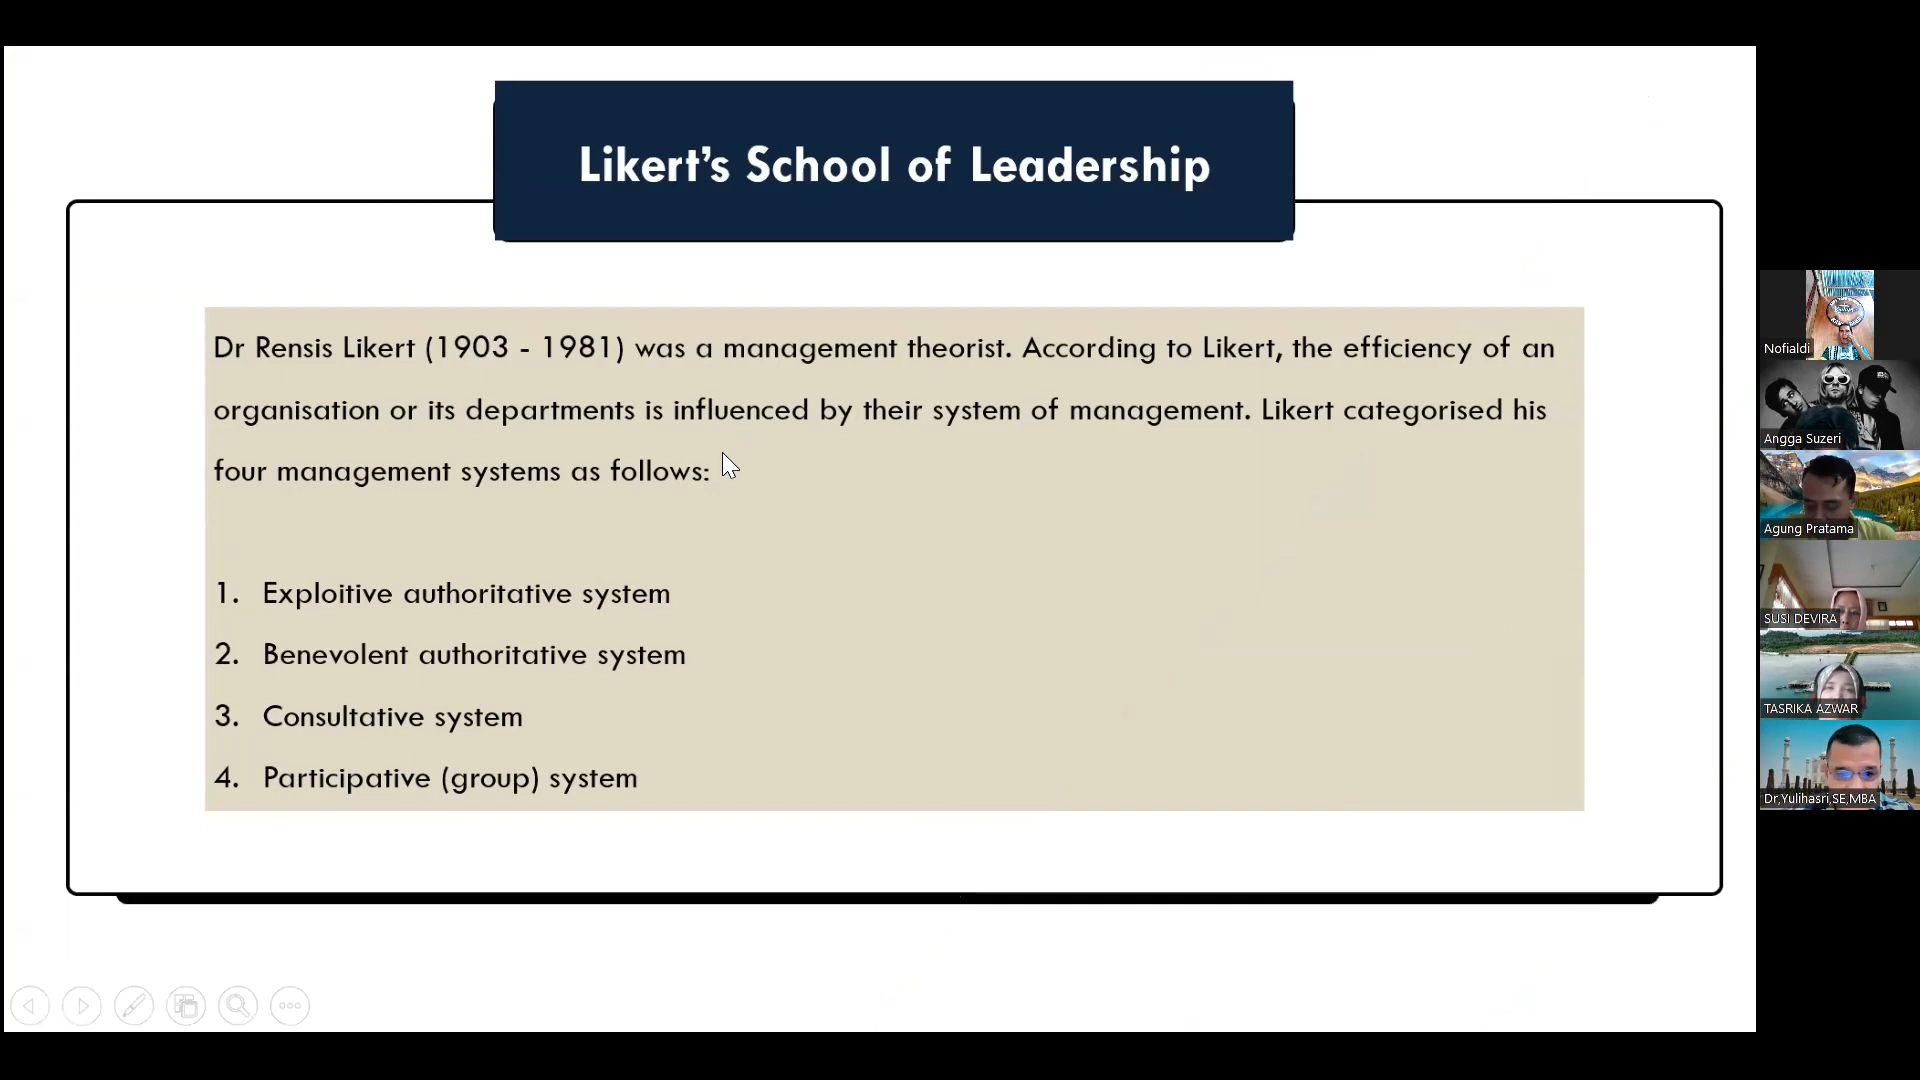 Likert's School of Leadership
Dr Rensis Likert (1903 - 1981) was a management theorist. According to Likert, the efficiency of an
organisation or its departments is influenced by their system of management. Likert categorised his
four management systems as follows:
1. Exploitive authoritative system
2. Benevolent authoritative system
3. Consultative system
4. Participative (group) system
Nofialdi
Angga Suzeri
Agung Pratama
SUSI DEVIRA
TASRIKA AZWAR
Dr,Yulihasri,SE,MBA